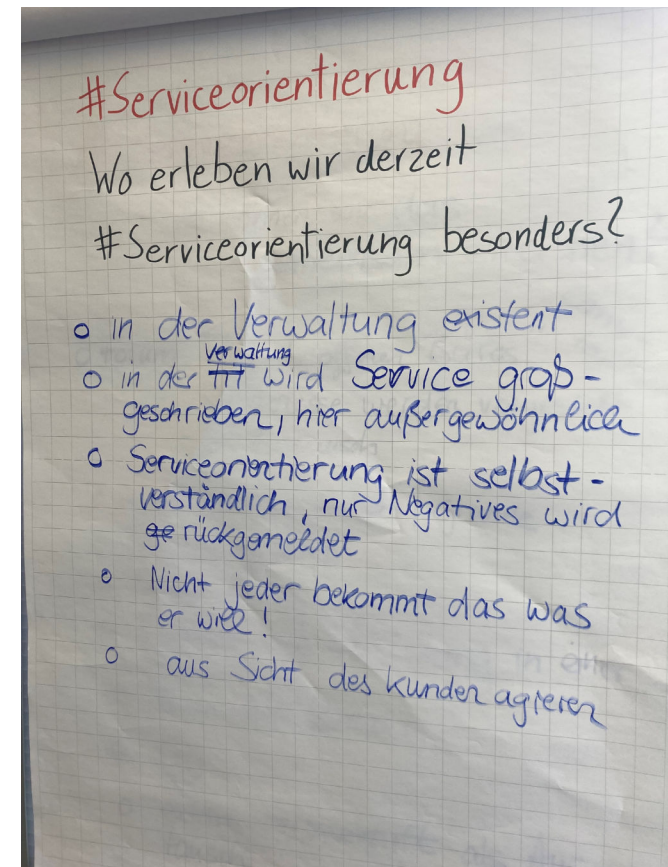 #Serviceorientierung
Wo erleben wir derzeit
#Serviceorientierung besonders?
o in der Verwaltung existent
Verwaltung
o in der wird Service groß-
geschrieben, hier außergewöhnlich
o Serviceorientierung ist selbst-
verständlich, nur Negatives wird
ge rückgemeldet
o Nicht jeder bekommt das was
er will!
o aus Sicht des Kunden agieren